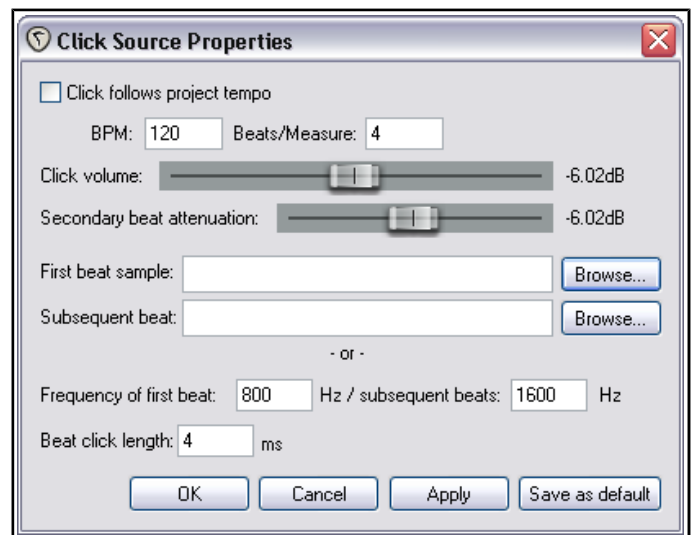 Click Source Properties
Click follows project tempo
BPM: 120 Beats/Measure: 4
Click volume: -6.02dB
Secondary beat attenuation: -6.02dB
First beat sample: Browse...
Subsequent beat: Browse...
- or -
Frequency of first beat: 800 Hz / subsequent beats: 1600 Hz
Beat click length: 4 ms
OK Cancel Apply Save as default